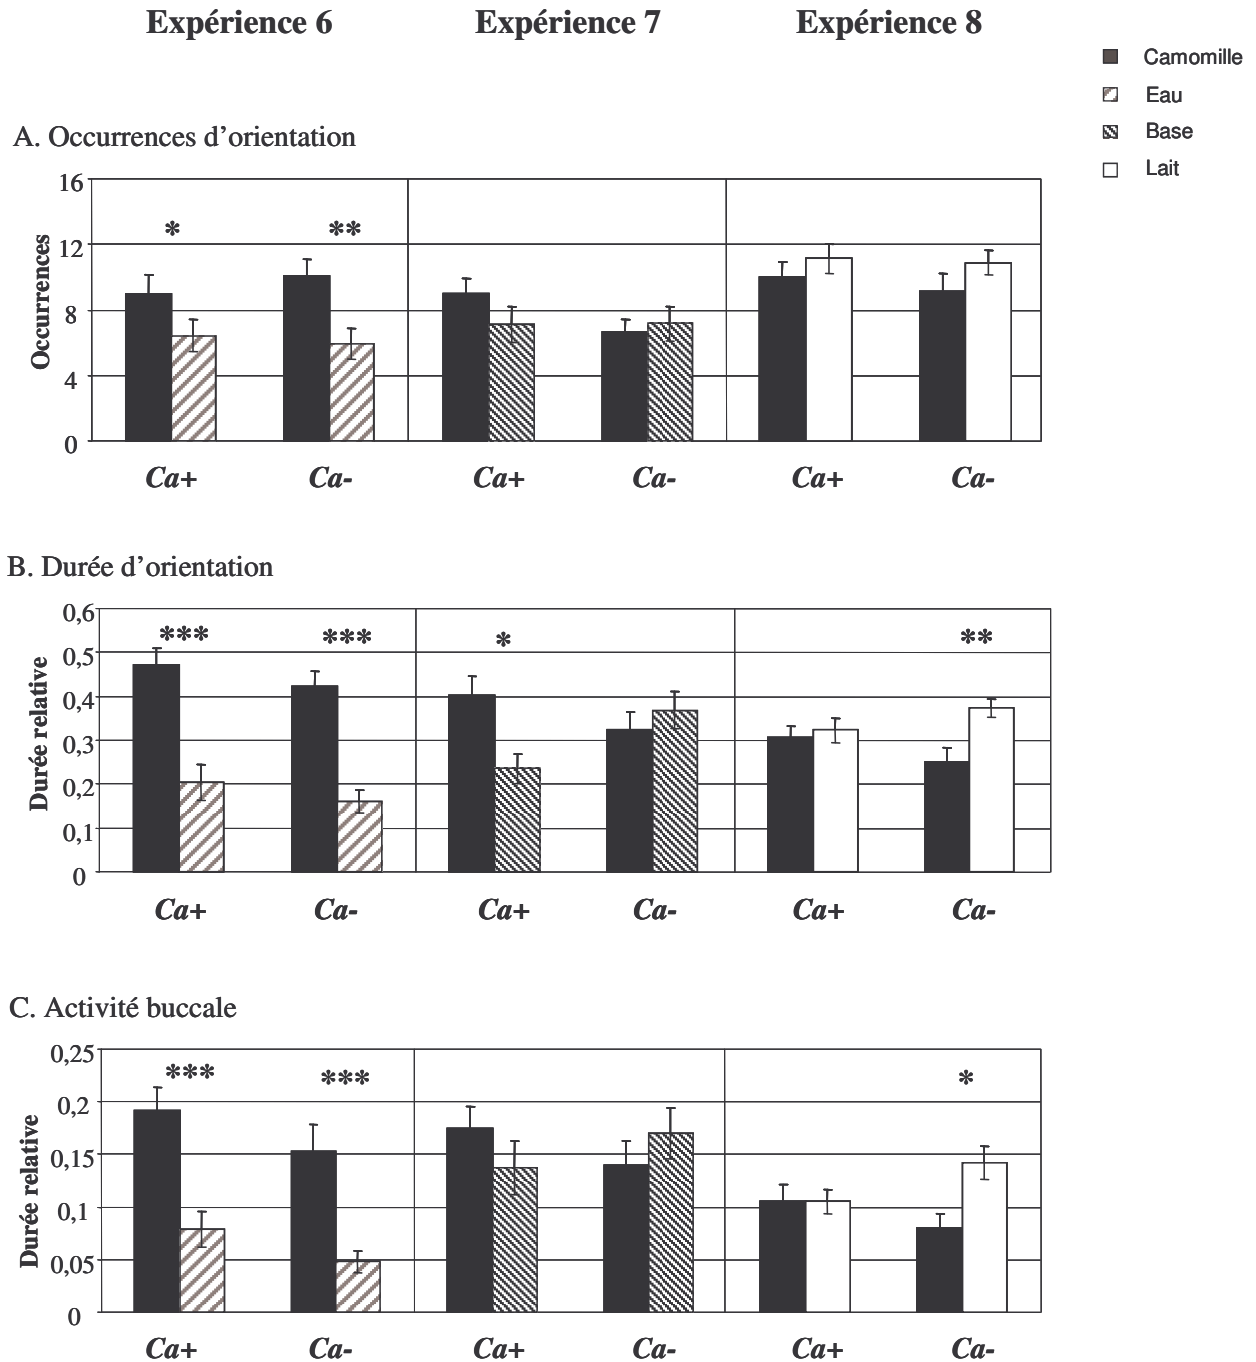 Expérience 6 Expérience 7 Expérience 8
Camomille
Eau
Base
Lait
A. Occurrences d'orientation
Occurrences
16
12
8
4
0
* **
Ca+ Ca- Ca+ Ca- Ca+ Ca-
B. Durée d'orientation
Durée relative
0,6
0,5
0,4
0,3
0,2
0,1
0
*** *** * **
Ca+ Ca- Ca+ Ca- Ca+ Ca-
C. Activité buccale
Durée relative
0,25
0,2
0,15
0,1
0,05
0
*** *** *
Ca+ Ca- Ca+ Ca- Ca+ Ca-